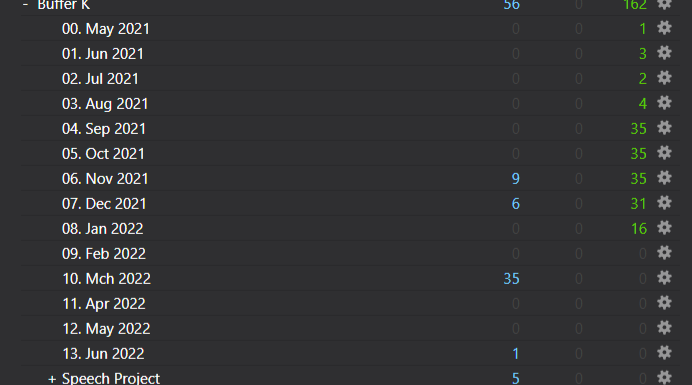 - Buffer K 56 0 162
00. May 2021 0 0 1
01. Jun 2021 0 0 3
02. Jul 2021 0 0 2
03. Aug 2021 0 0 4
04. Sep 2021 0 0 35
05. Oct 2021 0 0 35
06. Nov 2021 9 0 35
07. Dec 2021 6 0 31
08. Jan 2022 0 0 16
09. Feb 2022 0 0 0
10. Mch 2022 35 0 0
11. Apr 2022 0 0 0
12. May 2022 0 0 0
13. Jun 2022 1 0 0
+ Speech Project 5 0 0